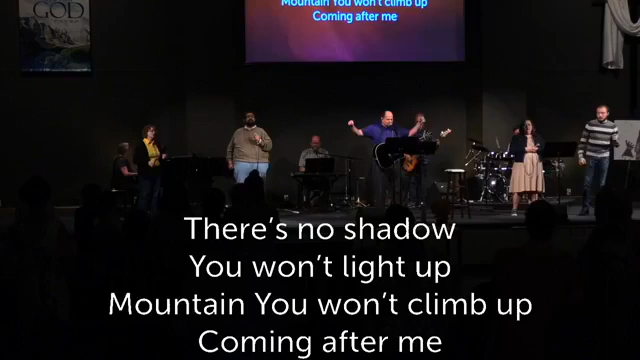 GOD
Mountain You won't climb up
Coming after me
There's no shadow
You won't light up
Mountain You won't climb up
Coming after me